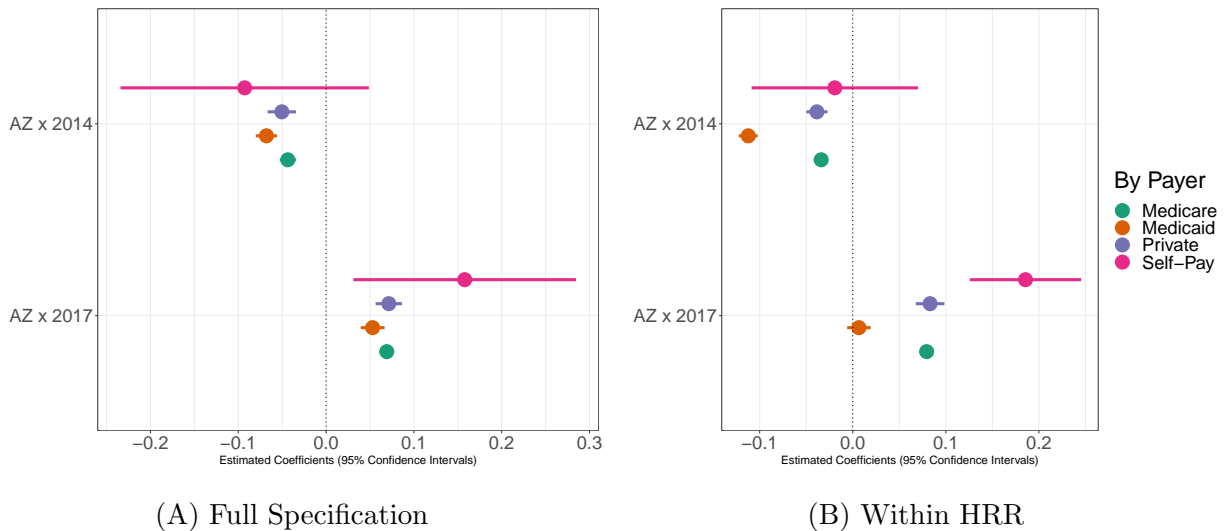 AZ x 2014
AZ x 2017
−0.2 −0.1 0.0 0.1 0.2 0.3
Estimated Coefficients (95% Confidence Intervals)
(A) Full Specification
AZ x 2014
AZ x 2017
−0.1 0.0 0.1 0.2
Estimated Coefficients (95% Confidence Intervals)
(B) Within HRR
By Payer
Medicare
Medicaid
Private
Self−Pay